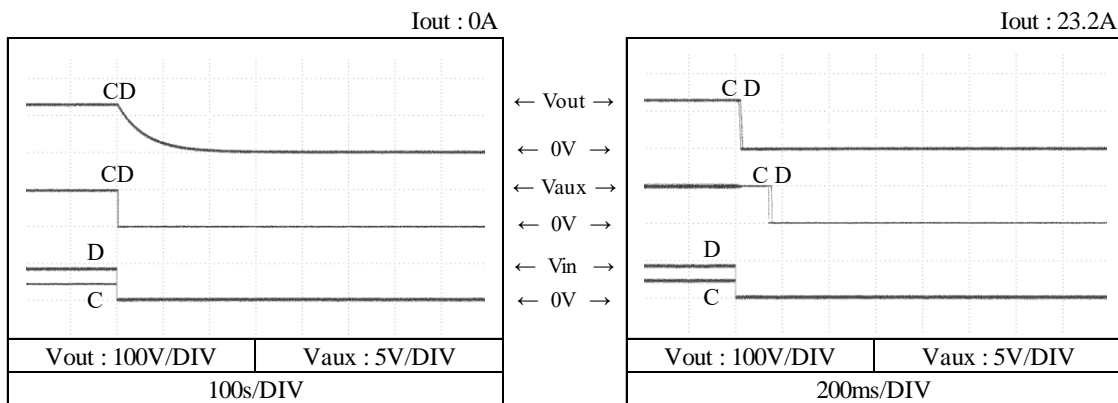 Iout : 0A
CD
CD
D
C
Vout : 100V/DIV
Vaux : 5V/DIV
100s/DIV
← Vout →
← 0V →
← Vaux →
← 0V →
← Vin →
← 0V →
Iout : 23.2A
C D
C D
D
C
Vout : 100V/DIV
Vaux : 5V/DIV
200ms/DIV